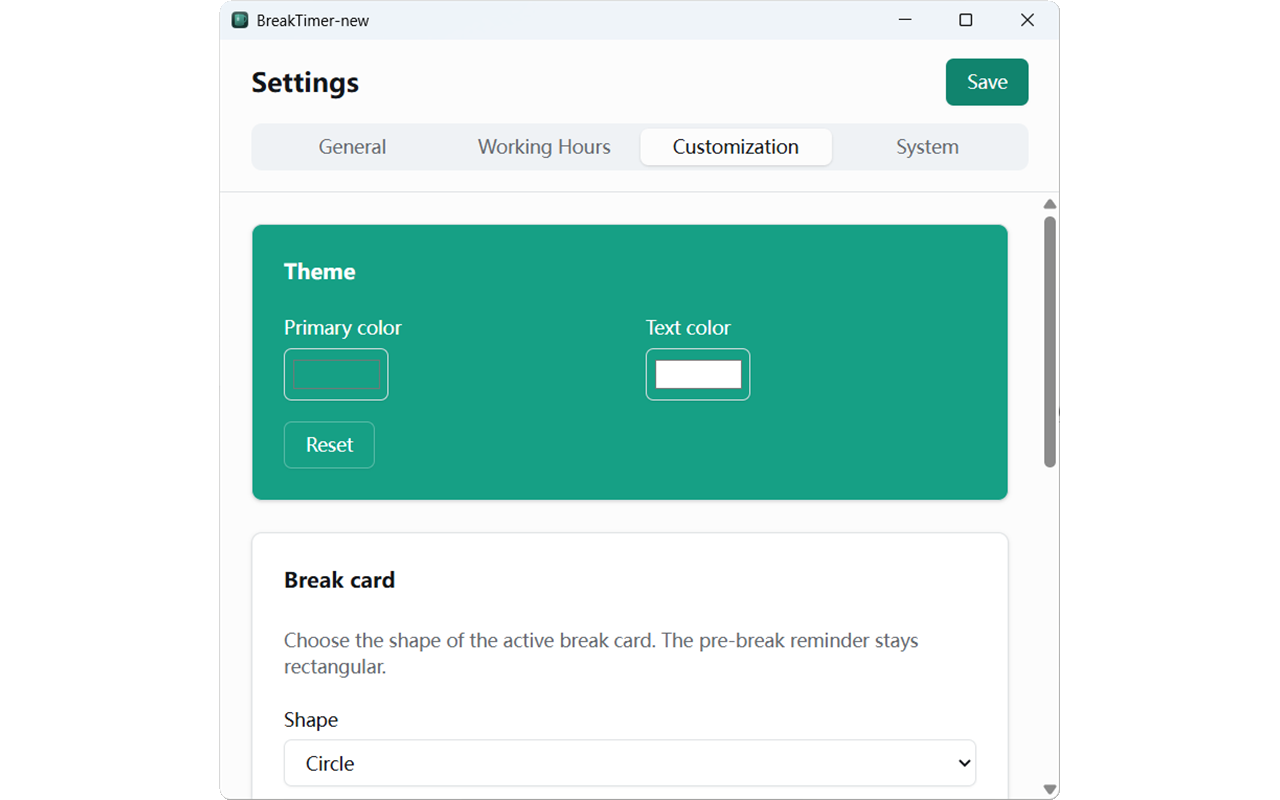 BreakTimer-new
Settings
Save
General
Working Hours
Customization
System
Theme
Primary color
Text color
Reset
Break card
Choose the shape of the active break card. The pre-break reminder stays
rectangular.
Shape
Circle